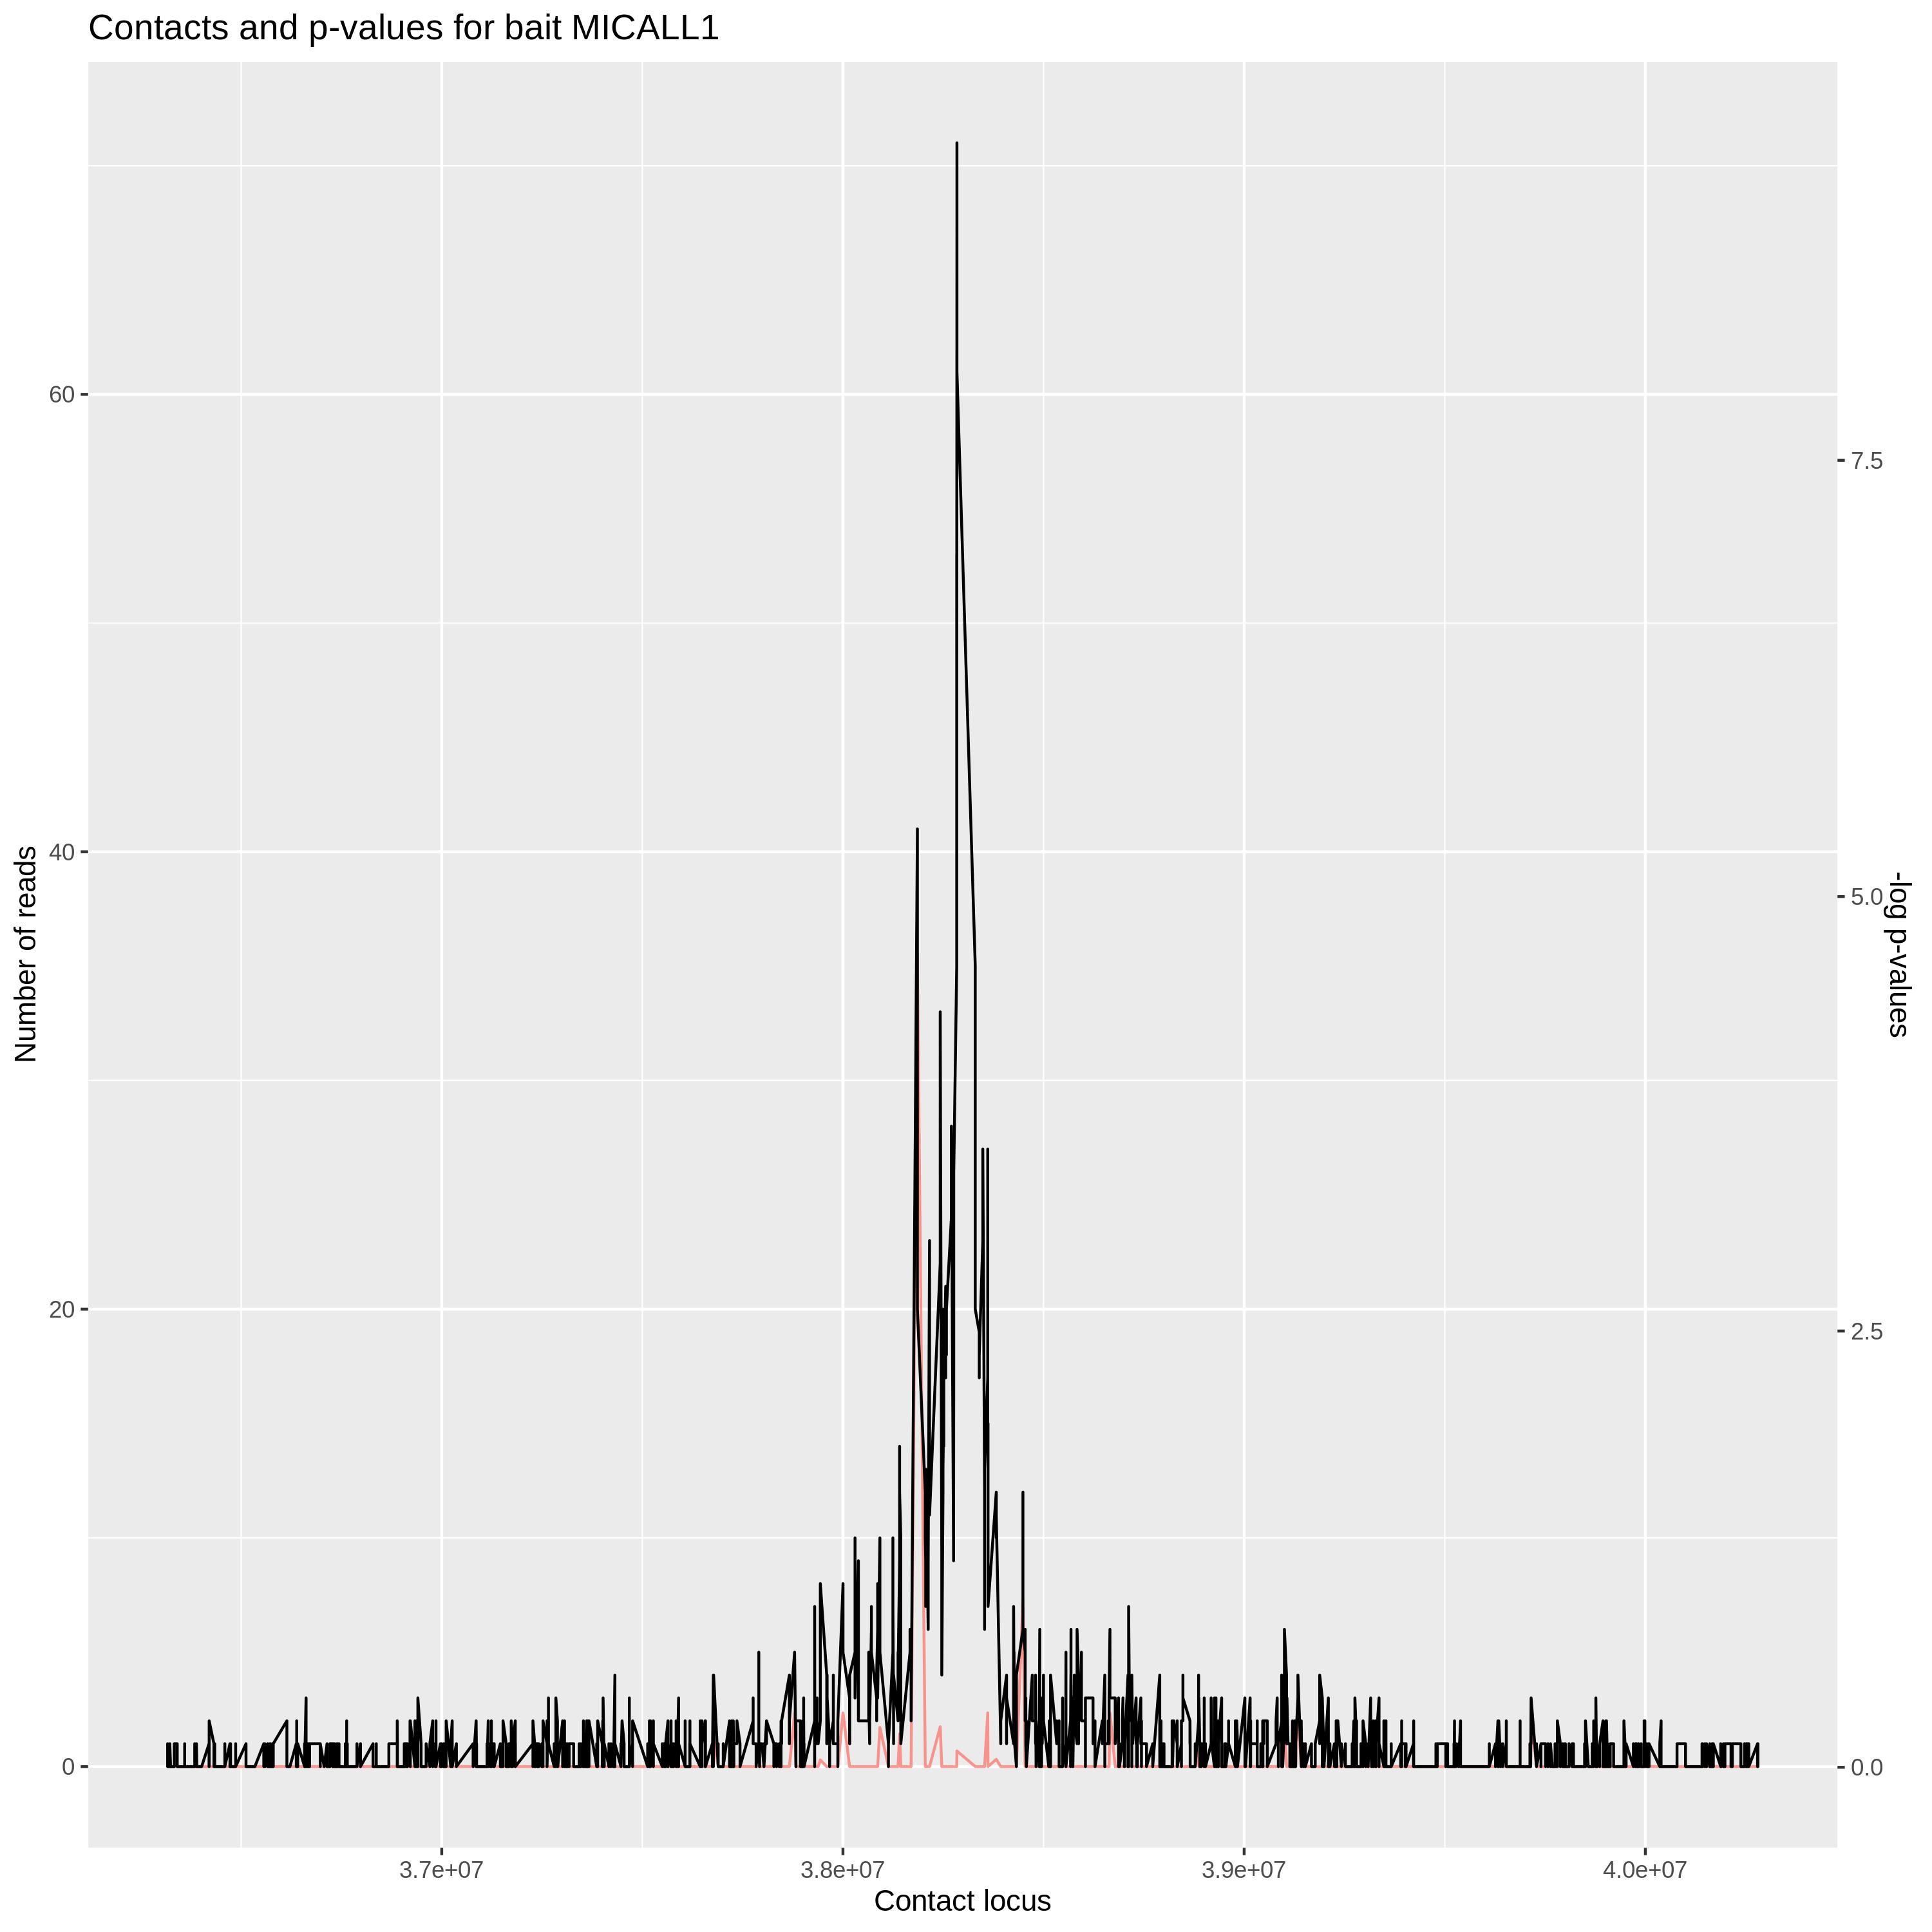 Contacts and p-values for bait MICALL1
60
40
20
0
Number of reads
7.5
5.0
2.5
0.0
-log p-values
3.7e+07 3.8e+07 3.9e+07 4.0e+07
Contact locus